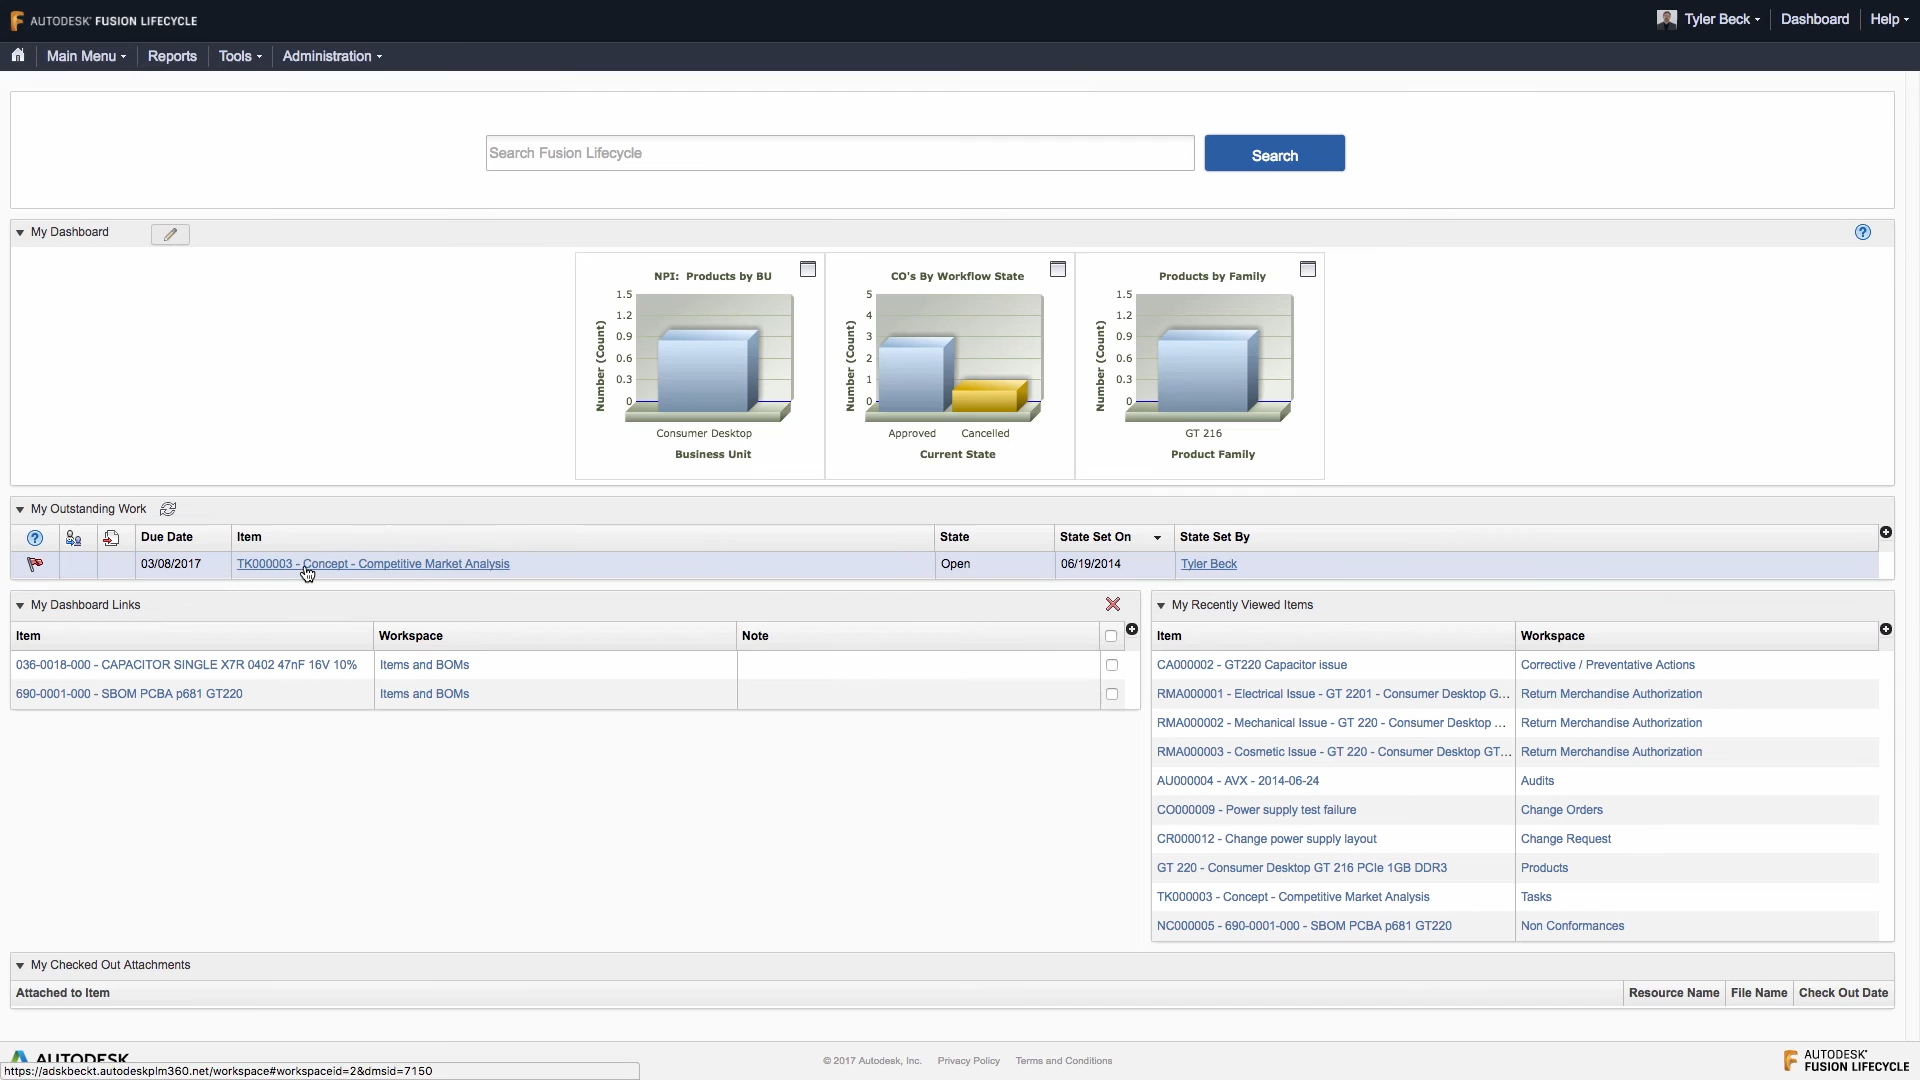 AUTODESK® FUSION LIFECYCLE
Tyler Beck Dashboard Help
Main Menu Reports Tools Administration
Search Fusion Lifecycle Search
My Dashboard ?
NPI: Products by BU
1.5
1.2
0.9
0.6
0.3
0
Number (Count)
Consumer Desktop
Business Unit
CO's By Workflow State
5
4
3
2
1
0
Number (Count)
Approved Cancelled
Current State
Products by Family
1.5
1.2
0.9
0.6
0.3
0
Number (Count)
GT 216
Product Family
My Outstanding Work
? Due Date Item State State Set On State Set By
03/08/2017 TK000003 - Concept - Competitive Market Analysis Open 06/19/2014 Tyler Beck
My Dashboard Links
Item Workspace Note
036-0018-000 - CAPACITOR SINGLE X7R 0402 47nF 16V 10% Items and BOMs
690-0001-000 - SBOM PCBA p681 GT220 Items and BOMs
My Recently Viewed Items
Item Workspace
CA000002 - GT220 Capacitor issue Corrective / Preventative Actions
RMA000001 - Electrical Issue - GT 2201 - Consumer Desktop G... Return Merchandise Authorization
RMA000002 - Mechanical Issue - GT 220 - Consumer Desktop ... Return Merchandise Authorization
RMA000003 - Cosmetic Issue - GT 220 - Consumer Desktop GT... Return Merchandise Authorization
AU000004 - AVX - 2014-06-24 Audits
CO000009 - Power supply test failure Change Orders
CR000012 - Change power supply layout Change Request
GT 220 - Consumer Desktop GT 216 PCIe 1GB DDR3 Products
TK000003 - Concept - Competitive Market Analysis Tasks
NC000005 - 690-0001-000 - SBOM PCBA p681 GT220 Non Conformances
My Checked Out Attachments
Attached to Item Resource Name File Name Check Out Date
AUTODESK
© 2017 Autodesk, Inc. Privacy Policy Terms and Conditions
AUTODESK®
FUSION LIFECYCLE
https://adskbeckt.autodeskplm360.net/workspace#workspaceid=2&dmsid=7150